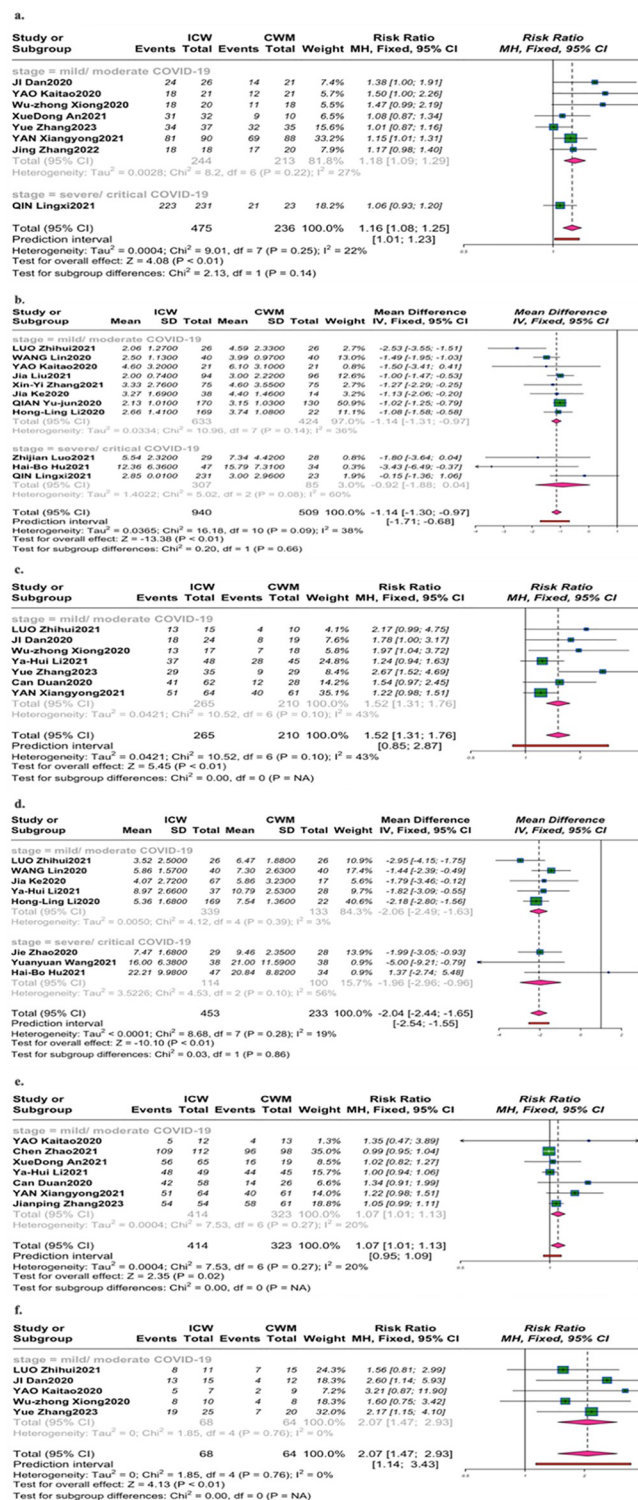 a.
Study or ICW CWM Risk Ratio Risk Ratio
Subgroup Events Total Events Total Weight MH, Fixed, 95% CI MH, Fixed, 95% CI
stage = mild/ moderate COVID-19
JI Dan2020 24 26 14 21 7.4% 1.38 [1.00; 1.91]
YAO Kaitao2020 18 21 12 21 5.7% 1.50 [1.00; 2.26]
Wu-zhong Xiong2020 18 20 11 18 1.47 [0.99; 2.19]
XueDong An2021 31 32 9 10 1.08 [0.87; 1.34]
Yue Zhang2023 34 37 32 35 1.01 [0.87; 1.16]
YAN Xiangyong2021 81 90 69 88 33.2% 1.15 [1.01; 1.31]
Jing Zhang2022 18 18 17 20 1.17 [0.98; 1.40]
Total (95% CI) 244 213 81.8% 1.18 [1.09; 1.29]
Heterogeneity: Tau² = 0.0028; Chi² = 8.2, df = 6 (P = 0.22); I² = 27%
stage = severe/ critical COVID-19
QIN Lingxi2021 223 231 21 23 18.2% 1.06 [0.93; 1.20]
Total (95% CI) 475 236 100.0% 1.16 [1.08; 1.25]
Prediction interval [1.01; 1.23]
Heterogeneity: Tau² = 0.0004; Chi² = 9.01, df = 7 (P = 0.25); I² = 22%
Test for overall effect: Z = 4.08 (P < 0.01)
Test for subgroup differences: Chi² = 2.13, df = 1 (P = 0.14)
b.
Study or ICW CWM Mean Difference Mean Difference
Subgroup Mean SD Total Mean SD Total Weight IV, Fixed, 95% CI IV, Fixed, 95% CI
stage = mild/ moderate COVID-19
LUO Zhihui2021 2.06 1.2700 26 4.59 2.3300 26 2.7% -2.53 [-3.55; -1.51]
WANG Lin2020 2.50 1.1300 40 3.99 0.9700 40 13.0% -1.49 [-1.95; -1.03]
YAO Kaitao2020 4.60 3.2000 21 6.10 3.1000 21 -1.50 [-3.41; 0.41]
Jia Liu2021 2.00 0.7400 94 3.00 2.2200 96 12.6% -1.00 [-1.47; -0.53]
Xin-Yi Zhang2021 3.33 2.7600 75 4.60 3.5500 75 2.7% -1.27 [-2.29; -0.25]
Jia Ke2020 3.27 1.6900 38 4.40 1.4600 14 -1.13 [-2.06; -0.20]
QIAN Yu-jun2020 2.13 1.0100 170 3.15 1.0300 130 50.9% -1.02 [-1.25; -0.79]
Hong-Ling Li2020 2.66 1.4100 169 3.74 1.0800 22 11.1% -1.08 [-1.58; -0.58]
Total (95% CI) 633 424 97.0% -1.14 [-1.31; -0.97]
Heterogeneity: Tau² = 0.0334; Chi² = 10.96, df = 7 (P = 0.14); I² = 36%
stage = severe/ critical COVID-19
Zhijian Luo2021 5.54 2.3200 29 7.34 4.4200 28 -1.80 [-3.64; 0.04]
Hai-Bo Hu2021 12.36 6.3600 47 15.79 7.3100 34 -3.43 [-6.49; -0.37]
QIN Lingxi2021 2.85 0.0100 231 3.00 2.9600 23 -0.15 [-1.36; 1.06]
Total (95% CI) 307 85 3.0% -0.92 [-1.88; 0.04]
Heterogeneity: Tau² = 1.4022; Chi² = 5.02, df = 2 (P = 0.08); I² = 60%
Total (95% CI) 940 509 100.0% -1.14 [-1.30; -0.97]
Prediction interval [-1.71; -0.68]
Heterogeneity: Tau² = 0.0365; Chi² = 16.18, df = 10 (P = 0.09); I² = 38%
Test for overall effect: Z = -13.38 (P < 0.01)
Test for subgroup differences: Chi² = 0.20, df = 1 (P = 0.66)
c.
Study or ICW CWM Risk Ratio Risk Ratio
Subgroup Events Total Events Total Weight MH, Fixed, 95% CI MH, Fixed, 95% CI
stage = mild/ moderate COVID-19
LUO Zhihui2021 13 15 4 10 4.1% 2.17 [0.99; 4.75]
JI Dan2020 18 24 8 19 7.6% 1.78 [1.00; 3.17]
Wu-zhong Xiong2020 13 17 7 18 1.97 [1.04; 3.72]
Ya-Hui Li2021 37 48 28 45 24.8% 1.24 [0.94; 1.63]
Yue Zhang2023 29 35 9 29 8.4% 2.67 [1.52; 4.69]
Can Duan2020 41 62 12 28 14.2% 1.54 [0.97; 2.45]
YAN Xiangyong2021 51 64 40 61 35.1% 1.22 [0.98; 1.51]
Total (95% CI) 265 210 100.0% 1.52 [1.31; 1.76]
Heterogeneity: Tau² = 0.0421; Chi² = 10.52, df = 6 (P = 0.10); I² = 43%
Total (95% CI) 265 210 100.0% 1.52 [1.31; 1.76]
Prediction interval [0.85; 2.87]
Heterogeneity: Tau² = 0.0421; Chi² = 10.52, df = 6 (P = 0.10); I² = 43%
Test for overall effect: Z = 5.45 (P < 0.01)
Test for subgroup differences: Chi² = 0.00, df = 0 (P = NA)
d.
Study or ICW CWM Mean Difference Mean Difference
Subgroup Mean SD Total Mean SD Total Weight IV, Fixed, 95% CI IV, Fixed, 95% CI
stage = mild/ moderate COVID-19
LUO Zhihui2021 3.52 2.5000 26 6.47 1.8800 26 10.9% -2.95 [-4.15; -1.75]
WANG Lin2020 5.86 1.5700 40 7.30 2.6300 40 17.4% -1.44 [-2.39; -0.49]
Jia Ke2020 4.07 2.7200 67 5.86 3.2300 17 -1.79 [-3.46; -0.12]
Ya-Hui Li2021 8.97 2.6600 37 10.79 2.5300 28 -1.82 [-3.09; -0.55]
Hong-Ling Li2020 5.36 1.6800 169 7.54 1.3600 22 -2.18 [-2.80; -1.56]
Total (95% CI) 339 133 84.3% -2.06 [-2.49; -1.63]
Heterogeneity: Tau² = 0.0050; Chi² = 4.12, df = 4 (P = 0.39); I² = 3%
stage = severe/ critical COVID-19
Jie Zhao2020 7.47 1.6800 29 9.46 2.3500 28 13.9% -1.99 [-3.05; -0.93]
Yuanyuan Wang2021 16.00 6.3800 38 21.00 11.5900 38 -5.00 [-9.21; -0.79]
Hai-Bo Hu2021 22.21 9.9800 47 20.84 8.8200 34 1.37 [-2.74; 5.48]
Total (95% CI) 114 100 15.7% -1.96 [-2.96; -0.96]
Heterogeneity: Tau² = 3.5226; Chi² = 4.53, df = 2 (P = 0.10); I² = 56%
Total (95% CI) 453 233 100.0% -2.04 [-2.44; -1.65]
Prediction interval [-2.54; -1.55]
Heterogeneity: Tau² < 0.0001; Chi² = 8.68, df = 7 (P = 0.28); I² = 19%
Test for overall effect: Z = -10.10 (P < 0.01)
Test for subgroup differences: Chi² = 0.03, df = 1 (P = 0.86)
e.
Study or ICW CWM Risk Ratio Risk Ratio
Subgroup Events Total Events Total Weight MH, Fixed, 95% CI MH, Fixed, 95% CI
YAO Kaitao2020 5 12 4 13 1.3% 1.35 [0.47; 3.89]
Chen Zhao2021 109 112 96 98 0.99 [0.95; 1.04]
XueDong An2021 56 65 16 19 1.02 [0.82; 1.27]
Ya-Hui Li2021 48 49 44 45 1.00 [0.94; 1.06]
Can Duan2020 42 58 14 26 1.34 [0.91; 1.99]
YAN Xiangyong2021 51 64 40 61 1.22 [0.98; 1.51]
Jianping Zhang2023 54 54 58 61 1.05 [0.99; 1.11]
Total (95% CI) 414 323 100.0% 1.07 [1.01; 1.13]
Heterogeneity: Tau² = 0.0004; Chi² = 7.53, df = 6 (P = 0.27); I² = 20%
Total (95% CI) 414 323 100.0% 1.07 [1.01; 1.13]
Prediction interval [0.95; 1.09]
Heterogeneity: Tau² = 0.0004; Chi² = 7.53, df = 6 (P = 0.27); I² = 20%
Test for overall effect: Z = 2.35 (P = 0.02)
Test for subgroup differences: Chi² = 0.00, df = 0 (P = NA)
f.
Study or ICW CWM Risk Ratio Risk Ratio
Subgroup Events Total Events Total Weight MH, Fixed, 95% CI MH, Fixed, 95% CI
stage = mild/ moderate COVID-19
LUO Zhihui2021 8 11 7 15 24.3% 1.56 [0.81; 2.99]
JI Dan2020 13 15 4 12 18.3% 2.60 [1.14; 5.93]
YAO Kaitao2020 5 7 2 9 3.21 [0.87; 11.90]
Wu-zhong Xiong2020 8 10 4 8 1.60 [0.75; 3.42]
Yue Zhang2023 19 25 7 20 32.0% 2.17 [1.15; 4.10]
Total (95% CI) 68 64 100.0% 2.07 [1.47; 2.93]
Heterogeneity: Tau² = 0; Chi² = 1.85, df = 4 (P = 0.76); I² = 0%
Total (95% CI) 68 64 100.0% 2.07 [1.47; 2.93]
Prediction interval [1.14; 3.43]
Heterogeneity: Tau² = 0; Chi² = 1.85, df = 4 (P = 0.76); I² = 0%
Test for overall effect: Z = 4.13 (P < 0.01)
Test for subgroup differences: Chi² = 0.00, df = 0 (P = NA)